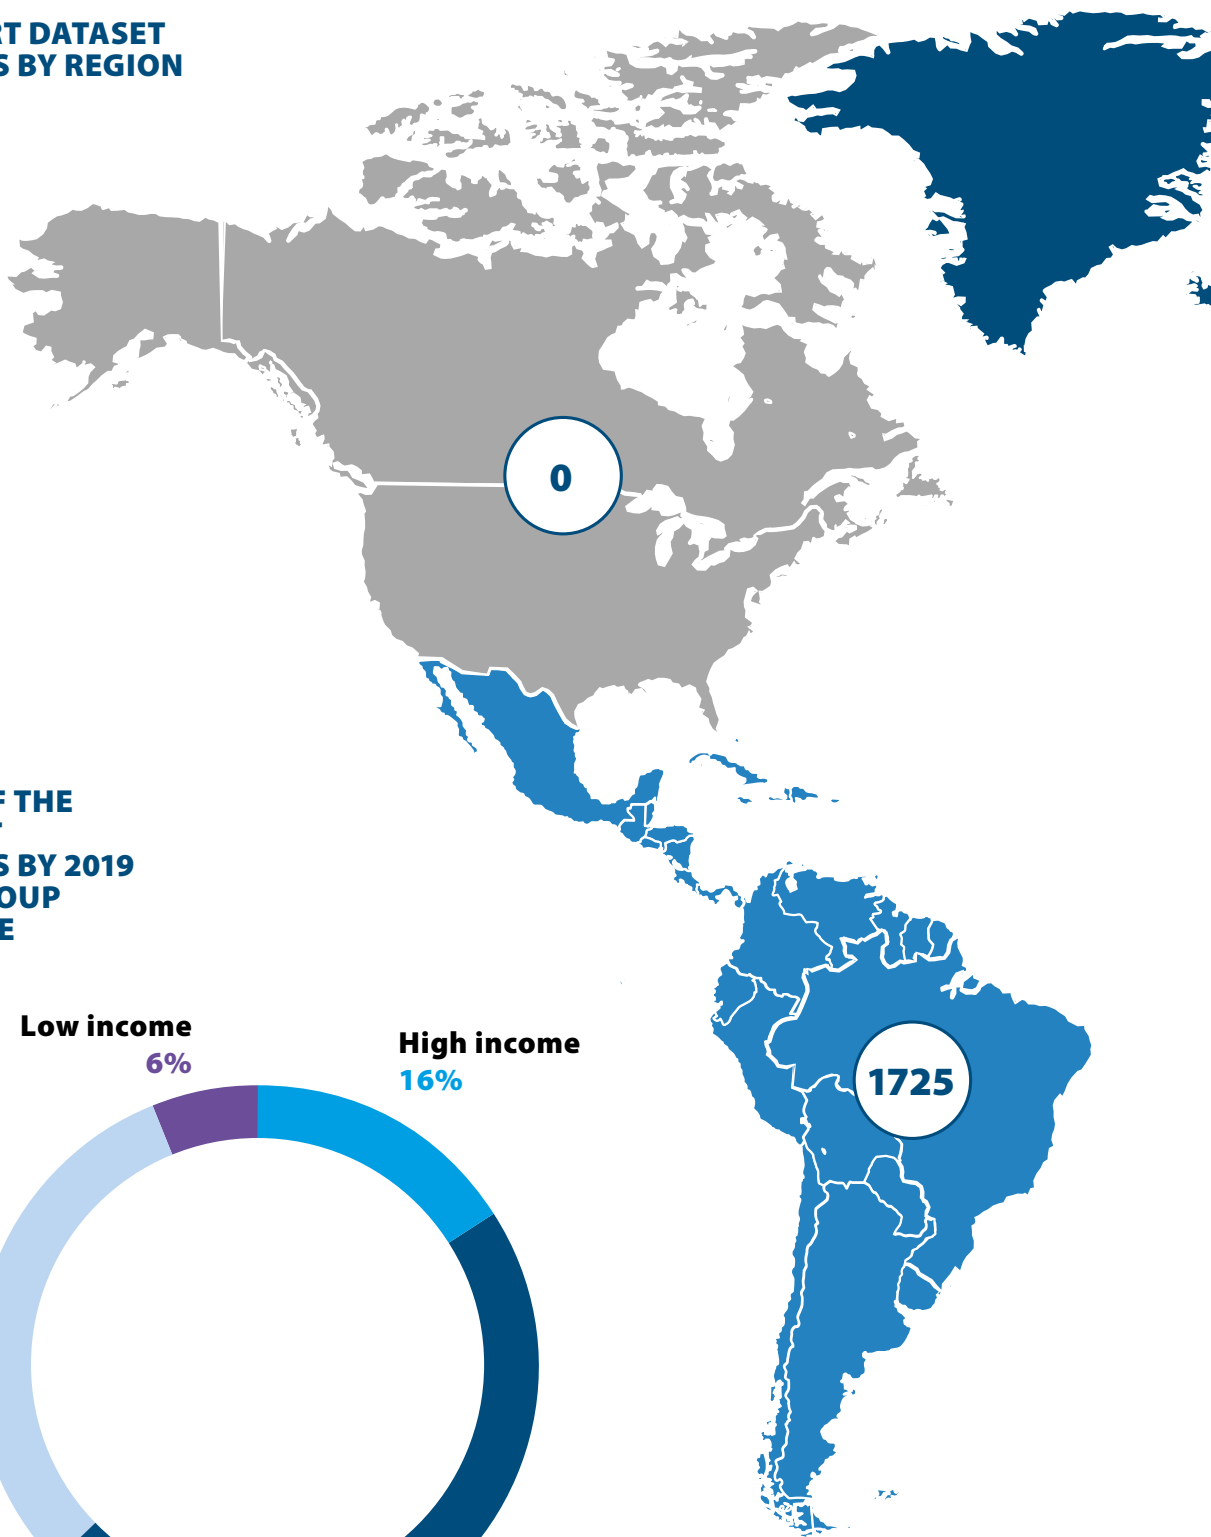 RT DATASET
S BY REGION
0
F THE
S BY 2019
OUP
E
Low income
6%
High income
16%
1725